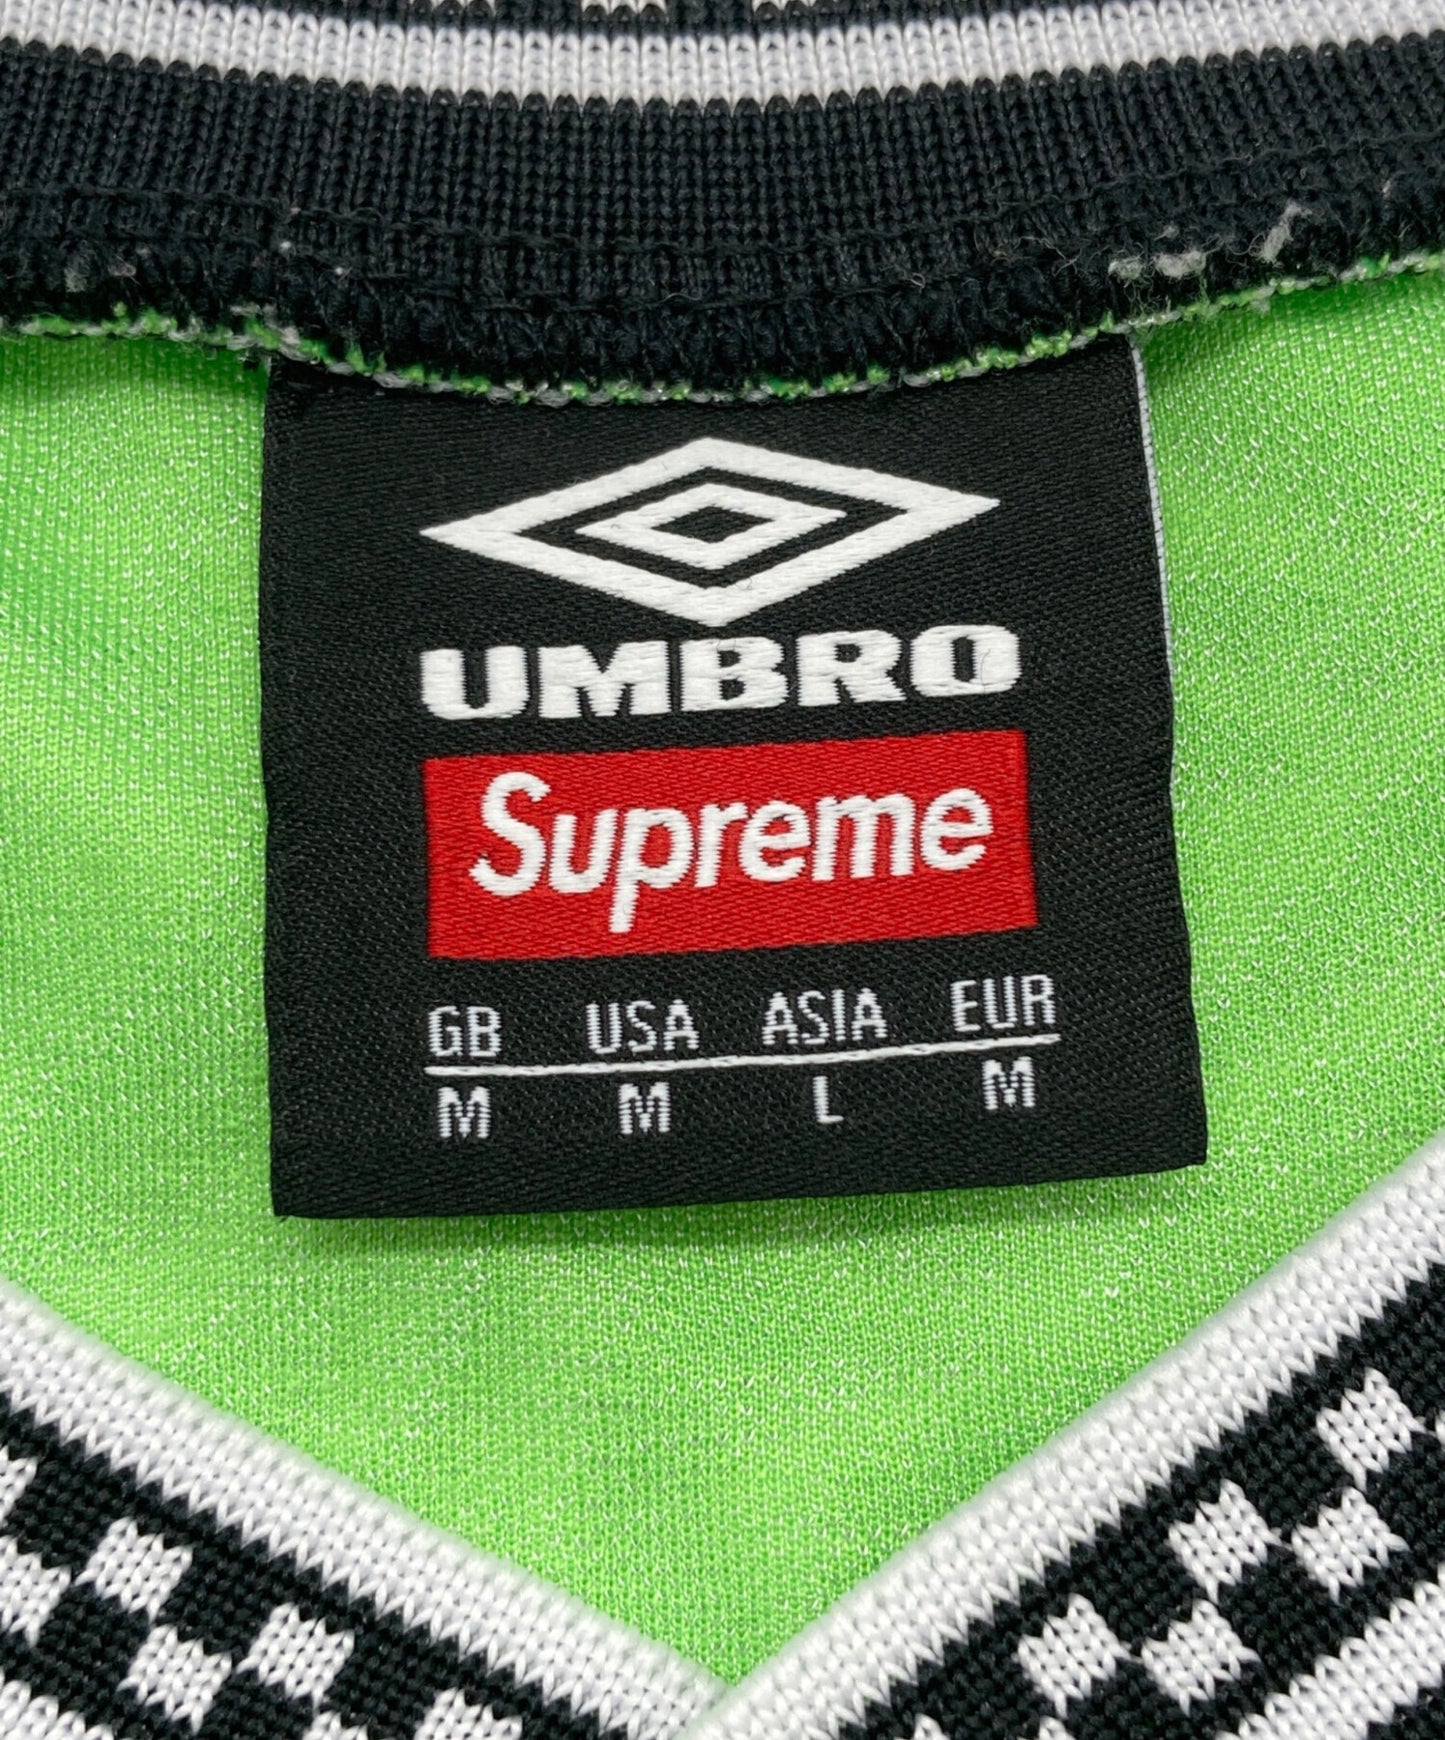 UMBRO
Supreme
GB USA ASIA EUR
M M L M